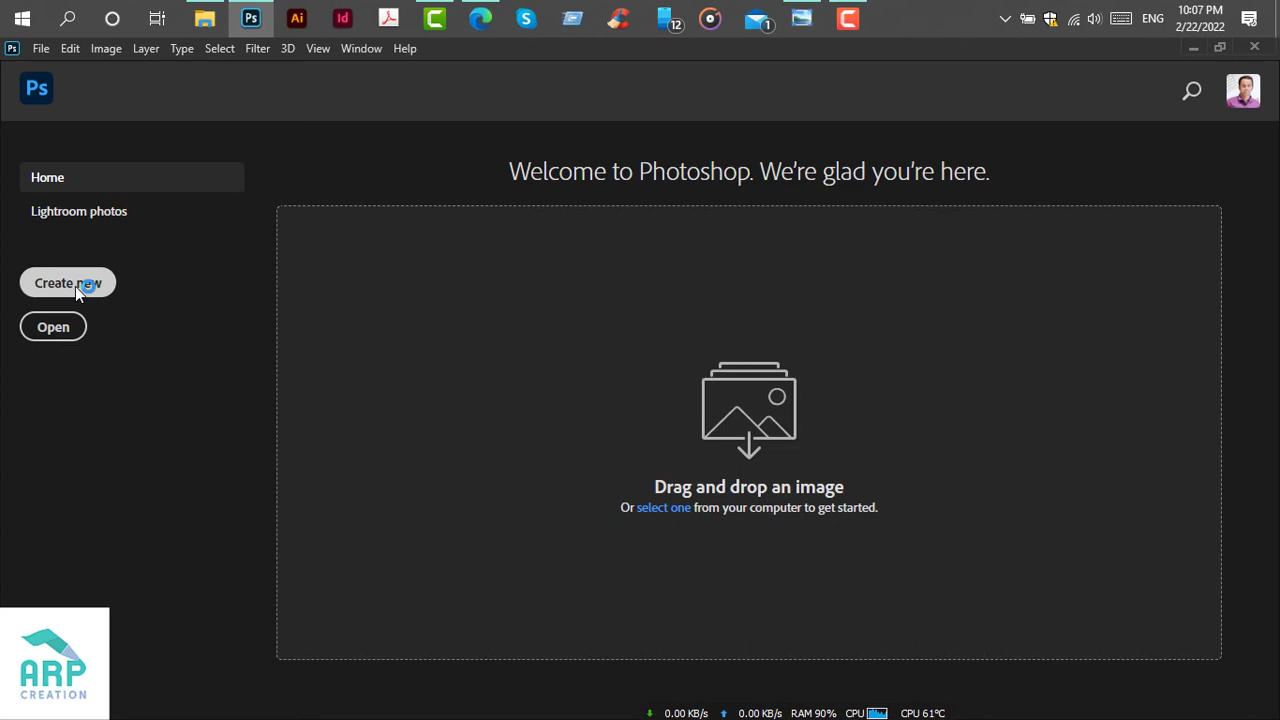 Ps Ai Id S 12 1 ENG 10:07 PM
2/22/2022
Ps File Edit Image Layer Type Select Filter 3D View Window Help
Ps
Home
Welcome to Photoshop. We're glad you're here.
Lightroom photos
Create new
Open
Drag and drop an image
Or select one from your computer to get started.
ARP
CREATION
0.00 KB/s 0.00 KB/s RAM 90% CPU CPU 61°C